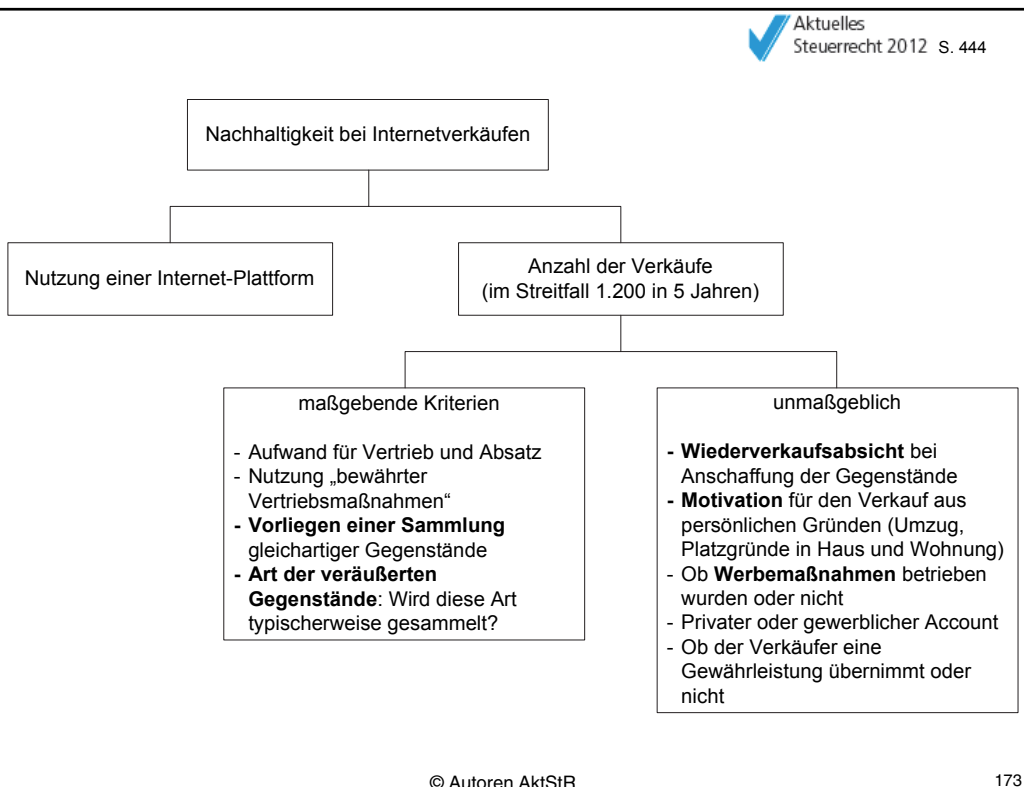 Aktuelles
Steuerrecht 2012 S. 444
Nachhaltigkeit bei Internetverkäufen
Nutzung einer Internet-Plattform
Anzahl der Verkäufe
(im Streitfall 1.200 in 5 Jahren)
maßgebende Kriterien
- Aufwand für Vertrieb und Absatz
- Nutzung „bewährter
Vertriebsmaßnahmen“
- Vorliegen einer Sammlung
gleichartiger Gegenstände
- Art der veräußerten
Gegenstände: Wird diese Art
typischerweise gesammelt?
unmaßgeblich
- Wiederverkaufsabsicht bei
Anschaffung der Gegenstände
- Motivation für den Verkauf aus
persönlichen Gründen (Umzug,
Platzgründe in Haus und Wohnung)
- Ob Werbemaßnahmen betrieben
wurden oder nicht
- Privater oder gewerblicher Account
- Ob der Verkäufer eine
Gewährleistung übernimmt oder
nicht
© Autoren AktStR
173